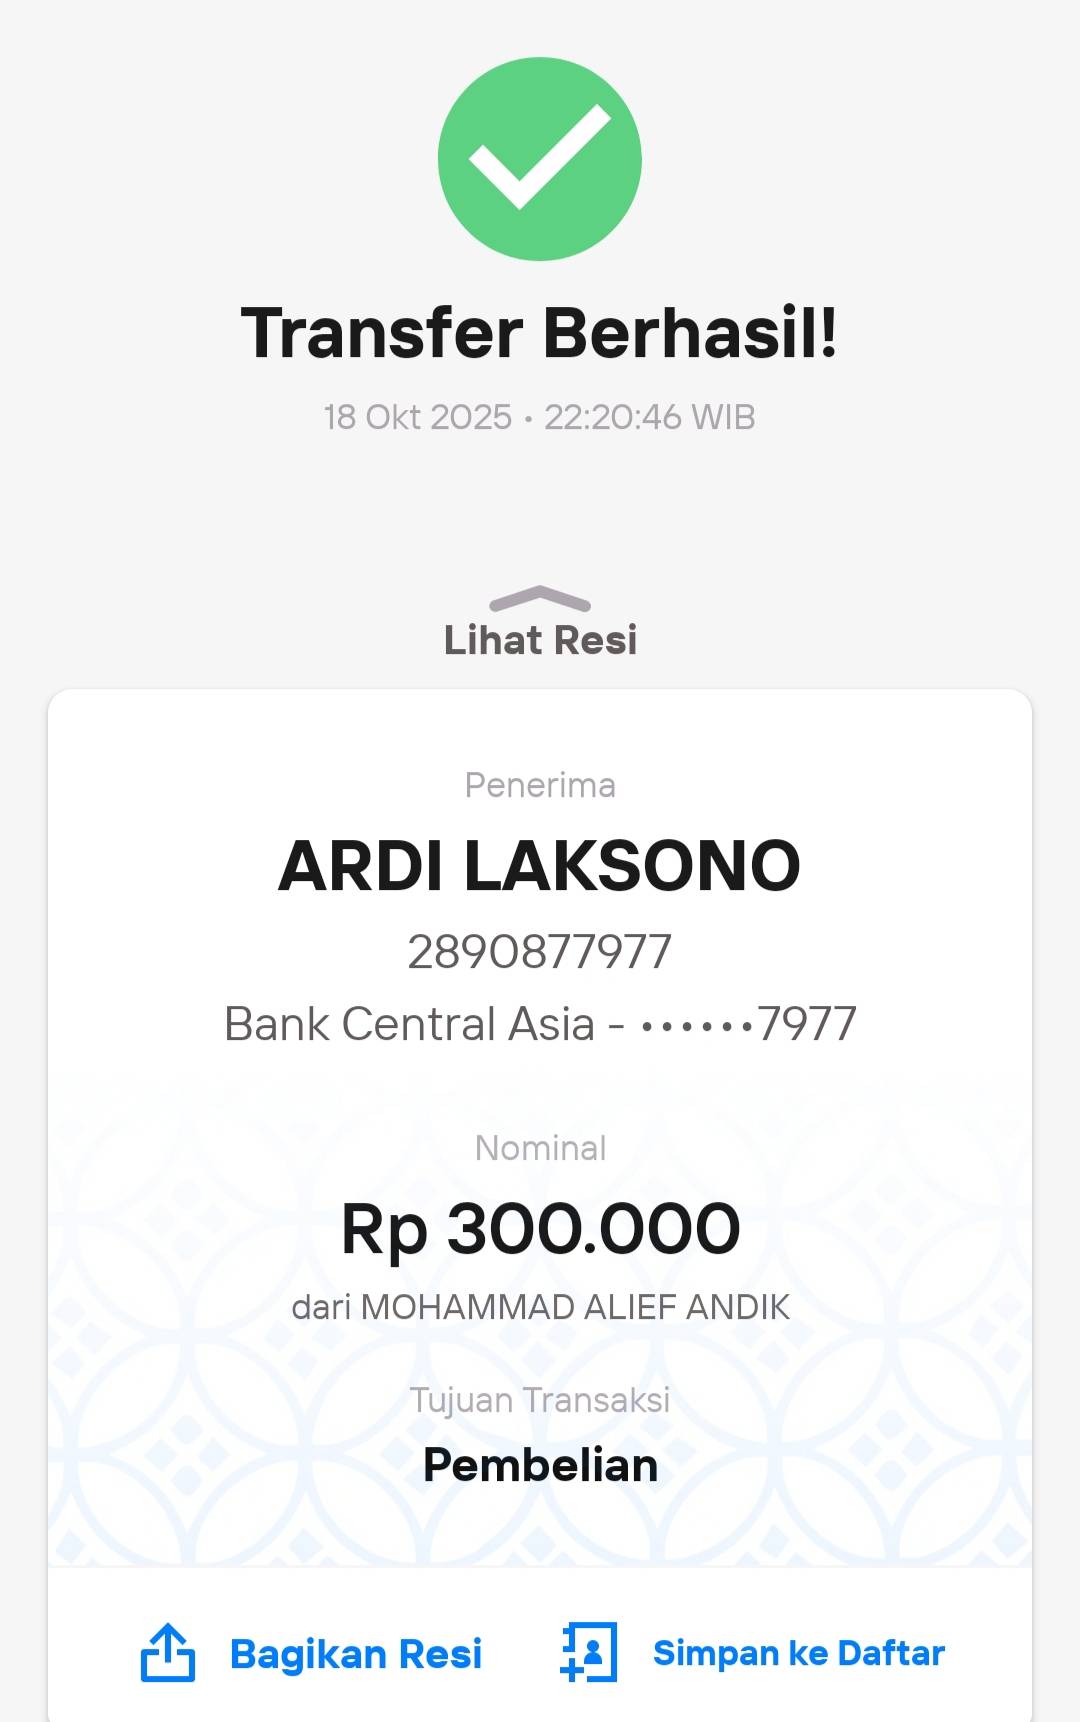 Transfer Berhasil!
18 Okt 2025 • 22:20:46 WIB
Lihat Resi
Penerima
ARDI LAKSONO
2890877977
Bank Central Asia - ••••••7977
Nominal
Rp 300.000
dari MOHAMMAD ALIEF ANDIK
Tujuan Transaksi
Pembelian
Bagikan Resi
Simpan ke Daftar